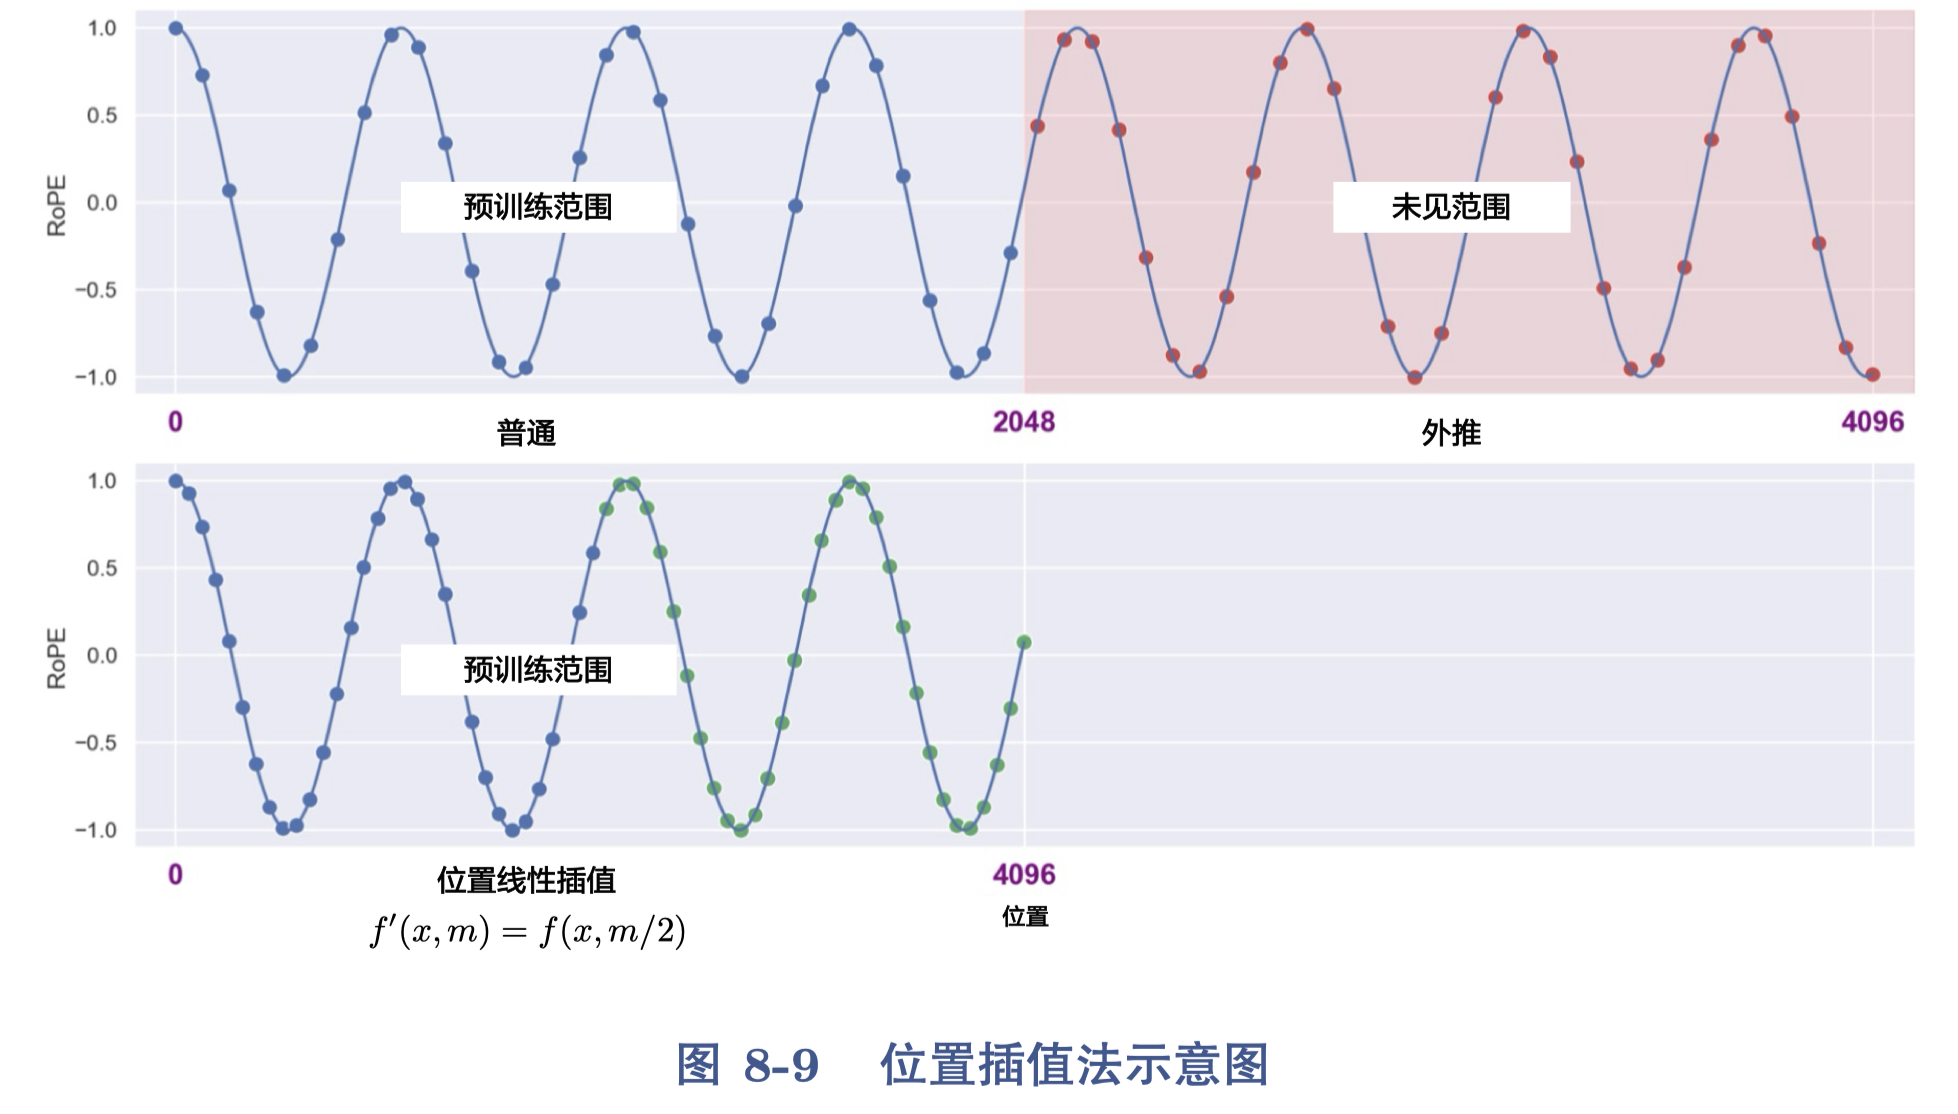 1.0
0.5
0.0
−0.5
−1.0
RoPE
预训练范围
未见范围
0
2048
4096
普通
外推
1.0
0.5
0.0
−0.5
−1.0
RoPE
预训练范围
0
4096
位置线性插值
位置
f′(x, m) = f(x, m/2)
图 8-9 位置插值法示意图